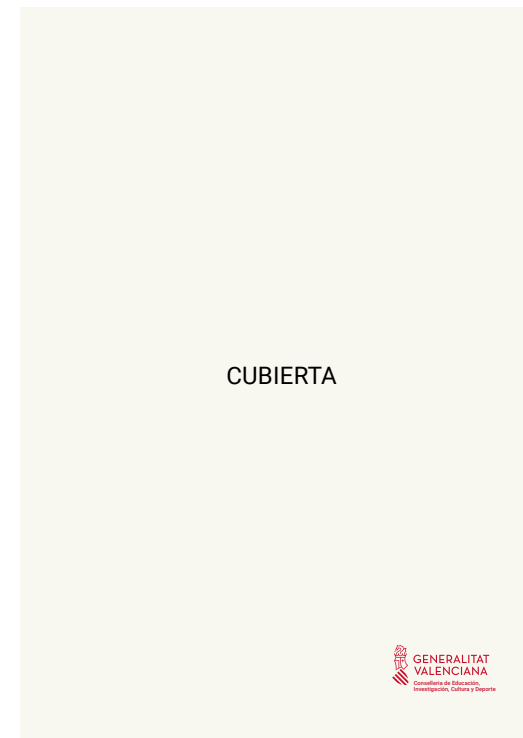 CUBIERTA
GENERALITAT
VALENCIANA
Conselleria de Educación,
Investigación, Cultura y Deporte